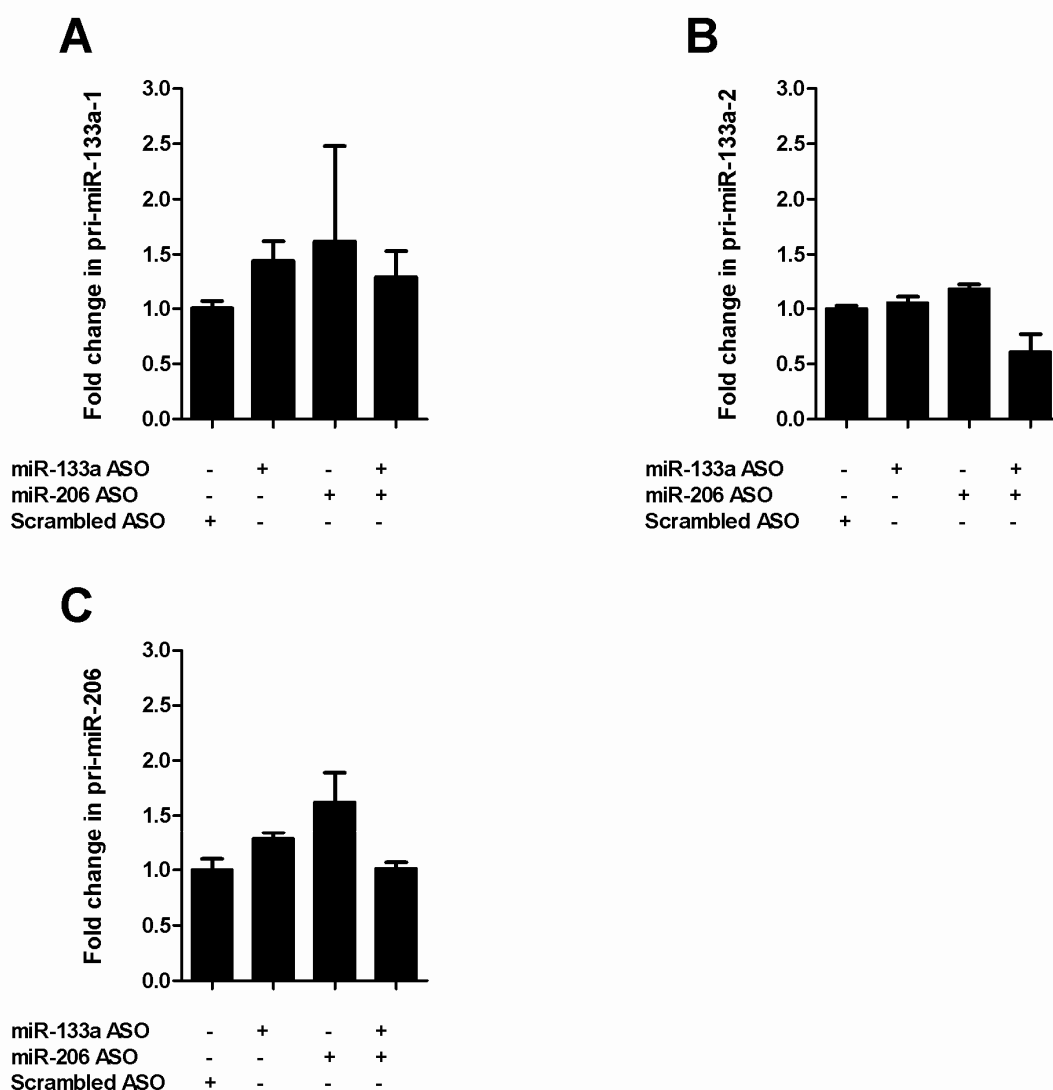 A
Fold change in pri-miR-133a-1
3.0
2.5
2.0
1.5
1.0
0.5
0.0
miR-133a ASO - + - +
miR-206 ASO - - + +
Scrambled ASO + - - -
B
Fold change in pri-miR-133a-2
3.0
2.5
2.0
1.5
1.0
0.5
0.0
miR-133a ASO - + - +
miR-206 ASO - - + +
Scrambled ASO + - - -
C
Fold change in pri-miR-206
3.0
2.5
2.0
1.5
1.0
0.5
0.0
miR-133a ASO - + - +
miR-206 ASO - - + +
Scrambled ASO + - - -